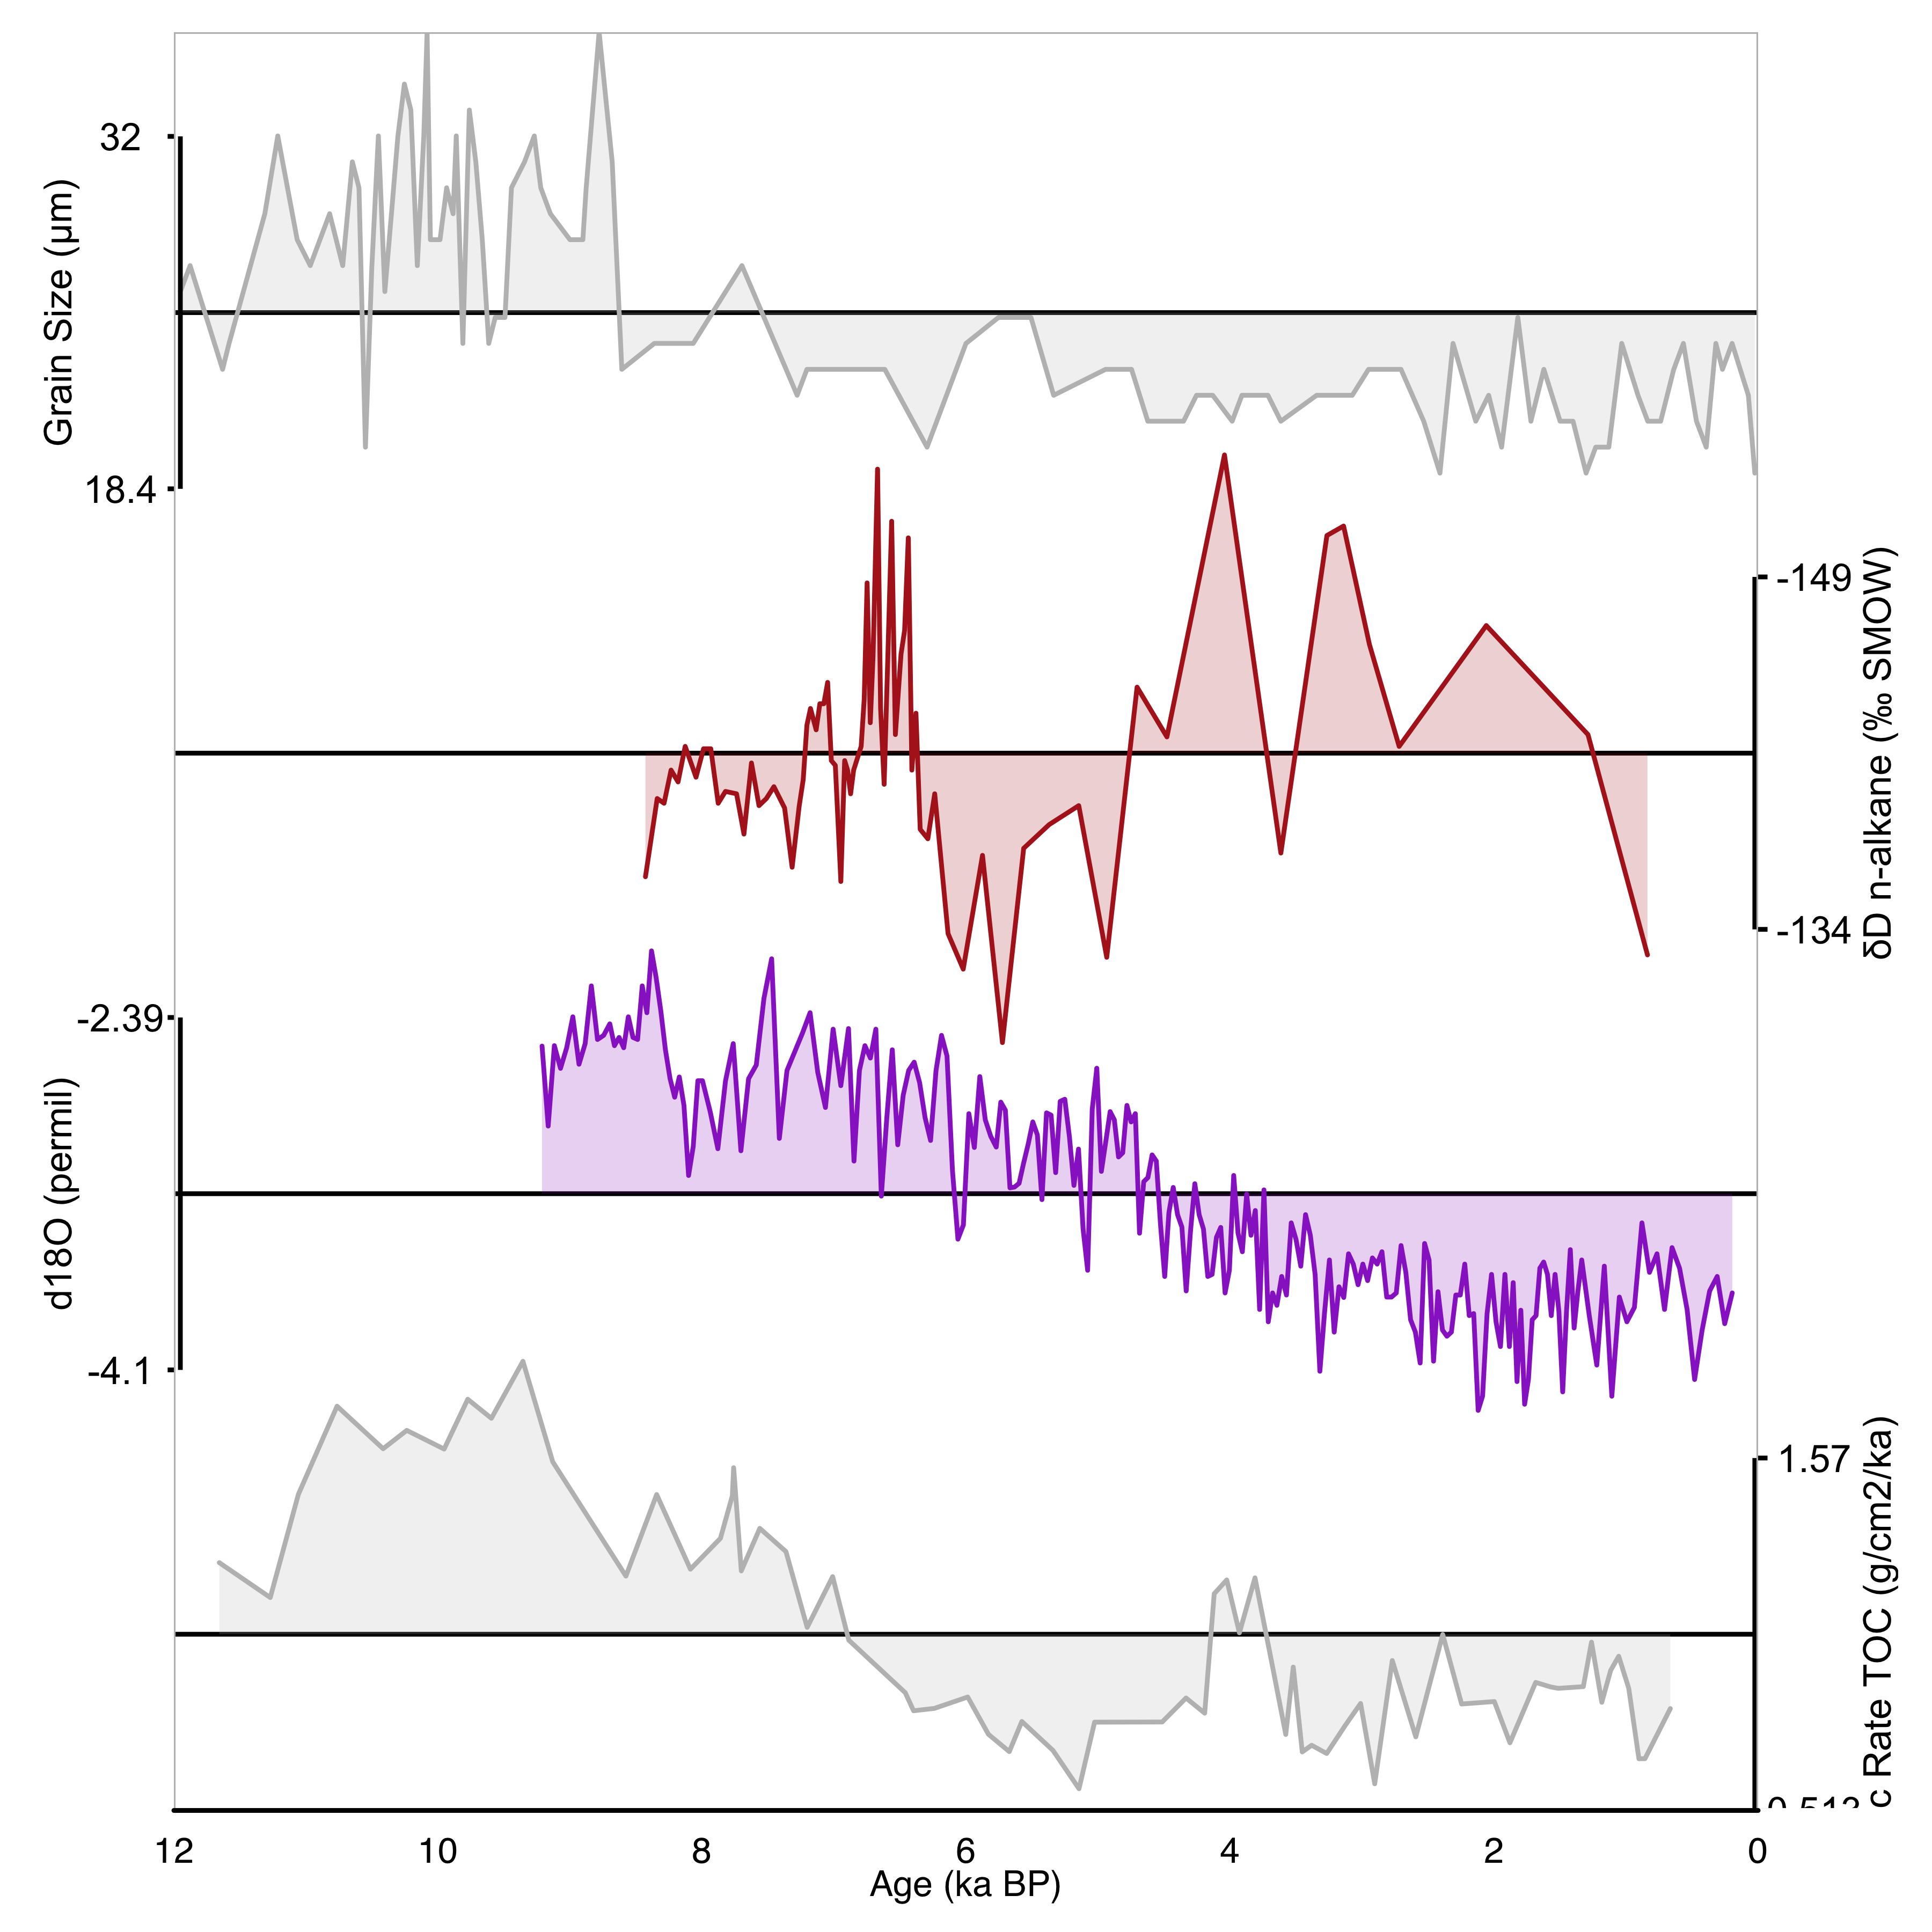 32
Grain Size (µm)
18.4
-149
δD n-alkane (‰ SMOW)
-134
-2.39
d18O (permil)
-4.1
1.57
c Rate TOC (g/cm2/ka)
12 10 8 6 4 2 0
Age (ka BP)